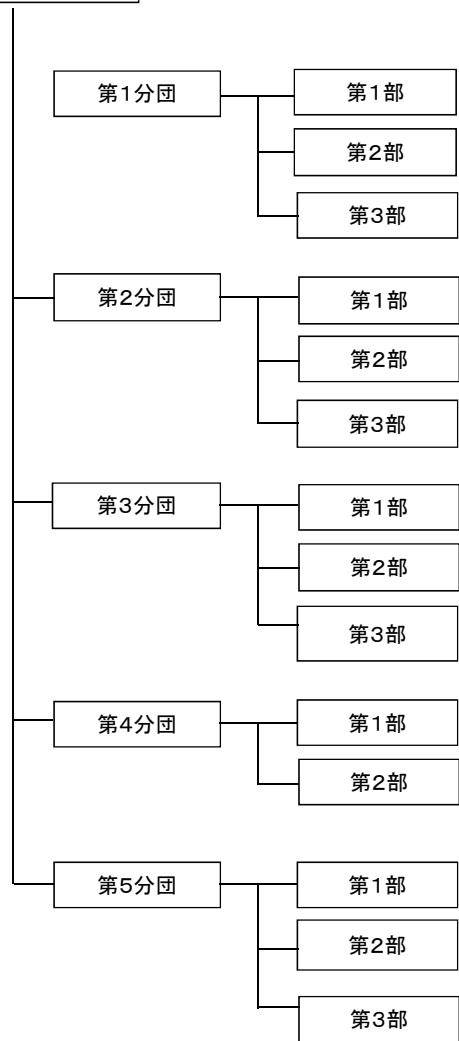 第1分団
第1部
第2部
第3部
第2分団
第1部
第2部
第3部
第3分団
第1部
第2部
第3部
第4分団
第1部
第2部
第5分団
第1部
第2部
第3部